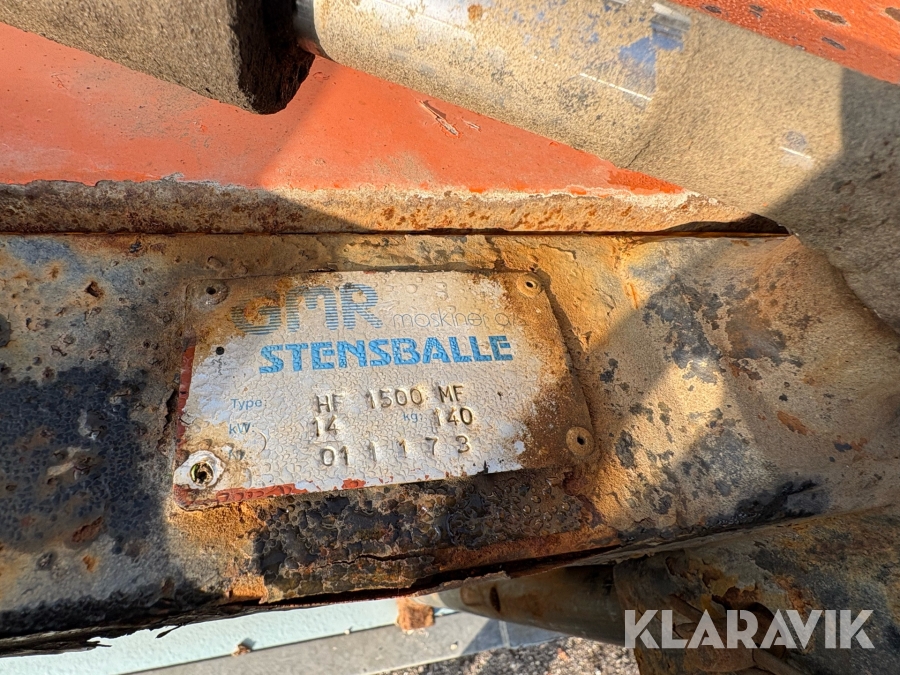 GMR maskiner a/s
STENSBALLE
Type: HF 1500 MF
kW: 14 kg: 140
011173
KLARAVIK